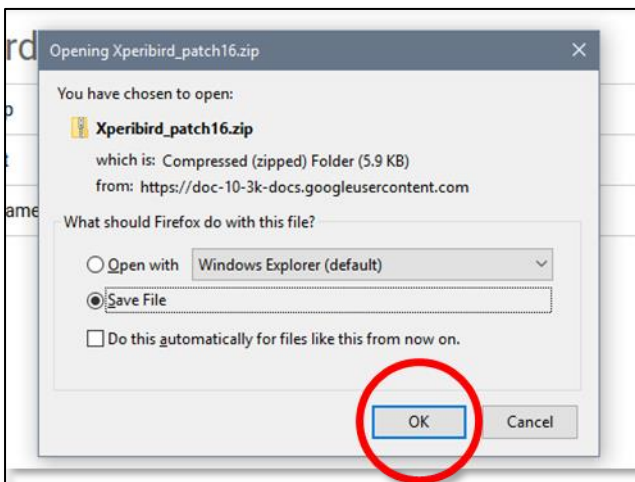 rd
Opening Xperibird_patch16.zip
You have chosen to open:
p
Xperibird_patch16.zip
t
which is: Compressed (zipped) Folder (5.9 KB)
from: https://doc-10-3k-docs.googleusercontent.com
ame
What should Firefox do with this file?
Open with Windows Explorer (default)
Save File
Do this automatically for files like this from now on.
OK Cancel